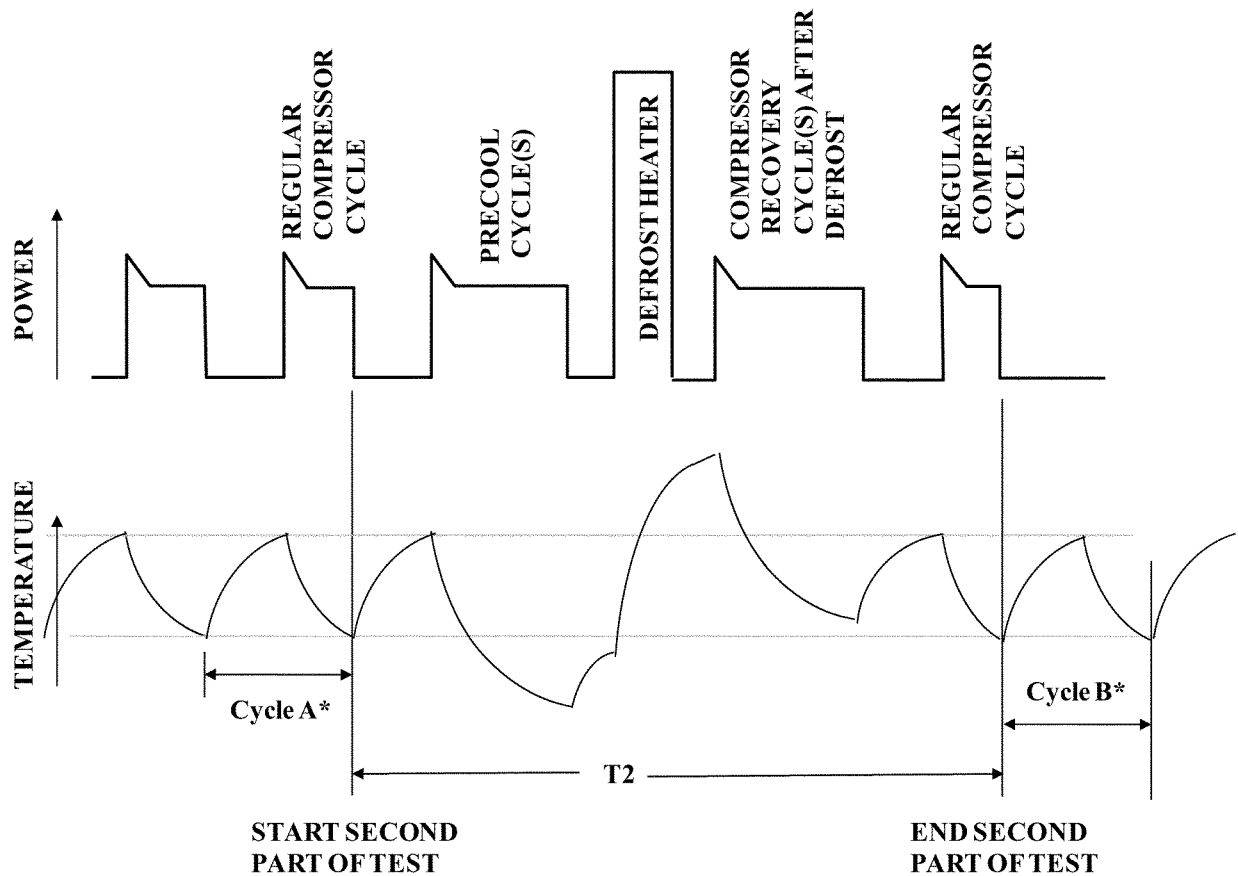 POWER
REGULAR
COMPRESSOR
CYCLE
PRECOOL
CYCLE(S)
DEFROST HEATER
COMPRESSOR
RECOVERY
CYCLE(S) AFTER
DEFROST
REGULAR
COMPRESSOR
CYCLE
TEMPERATURE
Cycle A*
Cycle B*
T2
START SECOND
PART OF TEST
END SECOND
PART OF TEST